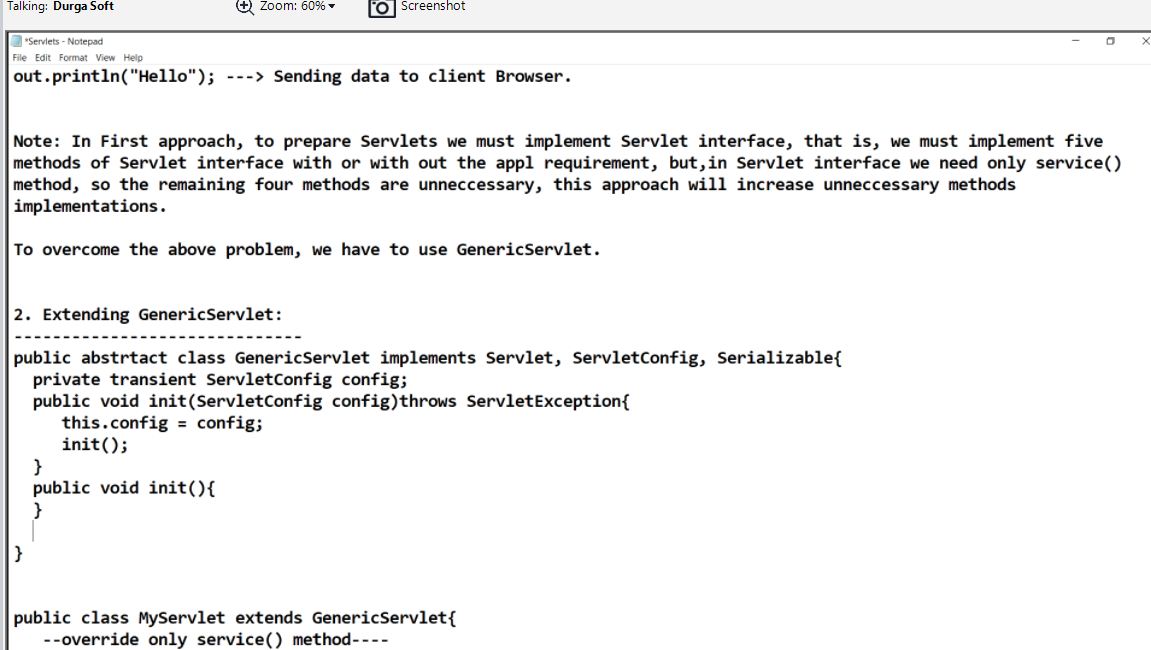 Talking: Durga Soft Zoom: 60% Screenshot
*Servlets - Notepad
File Edit Format View Help
out.println("Hello"); ---> Sending data to client Browser.
Note: In First approach, to prepare Servlets we must implement Servlet interface, that is, we must implement five
methods of Servlet interface with or with out the appl requirement, but,in Servlet interface we need only service()
method, so the remaining four methods are unneccessary, this approach will increase unneccessary methods
implementations.
To overcome the above problem, we have to use GenericServlet.
2. Extending GenericServlet:
------------------------------
public abstrtact class GenericServlet implements Servlet, ServletConfig, Serializable{
private transient ServletConfig config;
public void init(ServletConfig config)throws ServletException{
this.config = config;
init();
}
public void init(){
}
}
public class MyServlet extends GenericServlet{
--override only service() method----